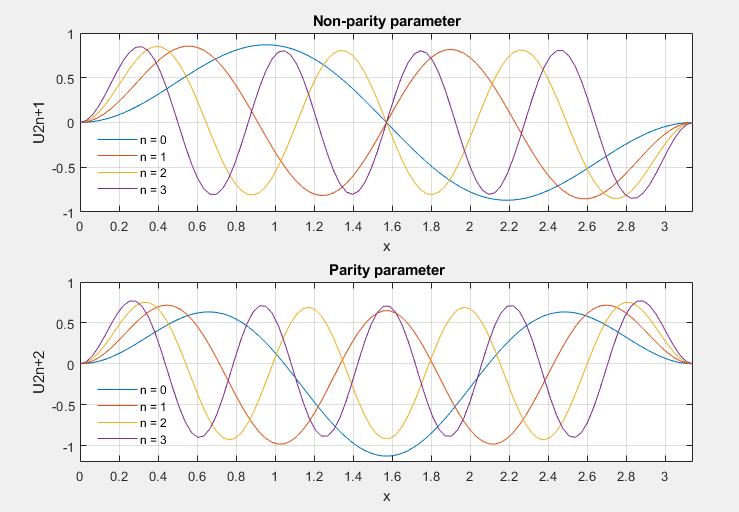 Non-parity parameter
1
0.5
0
-0.5
-1
U2n+1
n = 0
n = 1
n = 2
n = 3
0 0.2 0.4 0.6 0.8 1 1.2 1.4 1.6 1.8 2 2.2 2.4 2.6 2.8 3
x
Parity parameter
1
0.5
0
-0.5
-1
U2n+2
n = 0
n = 1
n = 2
n = 3
0 0.2 0.4 0.6 0.8 1 1.2 1.4 1.6 1.8 2 2.2 2.4 2.6 2.8 3
x